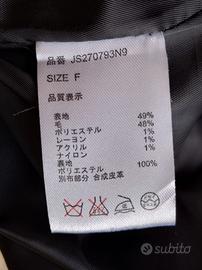 品番 JS270793N9
SIZE F
品質表示
表地
毛 49%
ポリエステル 48%
レーヨン 1%
アクリル 1%
ナイロン 1%
裏地
ポリエステル 100%
別布部分 合成皮革
subito